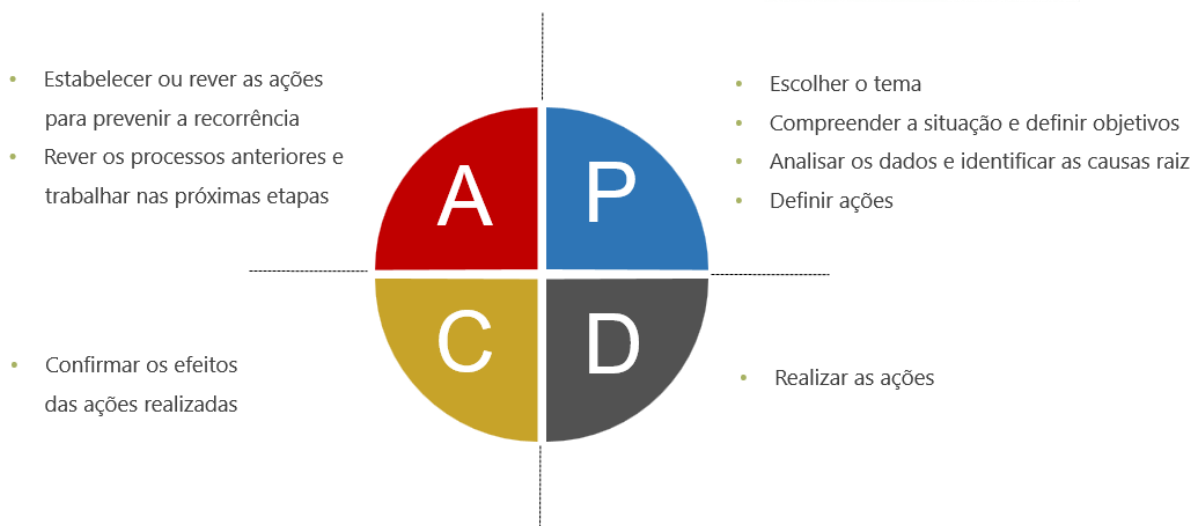 • Estabelecer ou rever as ações
para prevenir a recorrência
• Rever os processos anteriores e
trabalhar nas próximas etapas
• Escolher o tema
• Compreender a situação e definir objetivos
• Analisar os dados e identificar as causas raiz
• Definir ações
A
P
C
D
• Confirmar os efeitos
das ações realizadas
• Realizar as ações